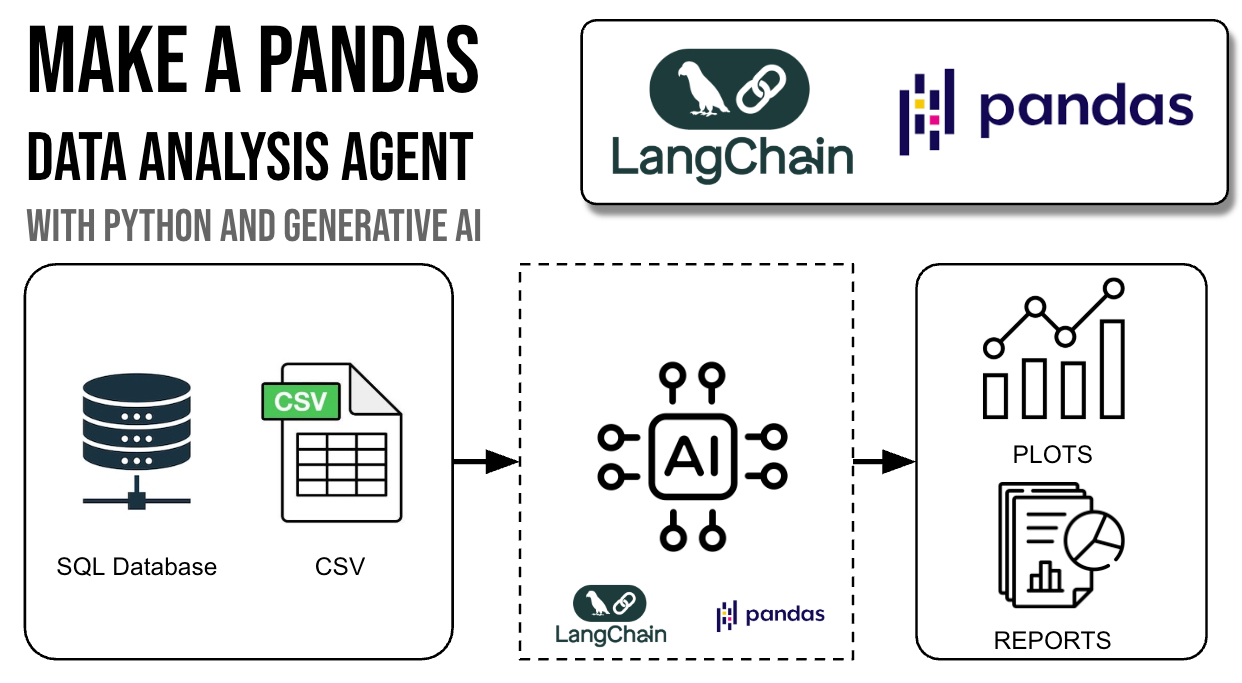 MAKE A PANDAS
DATA ANALYSIS AGENT
WITH PYTHON AND GENERATIVE AI
LangChain
pandas
CSV
SQL Database
CSV
AI
LangChain
pandas
PLOTS
REPORTS